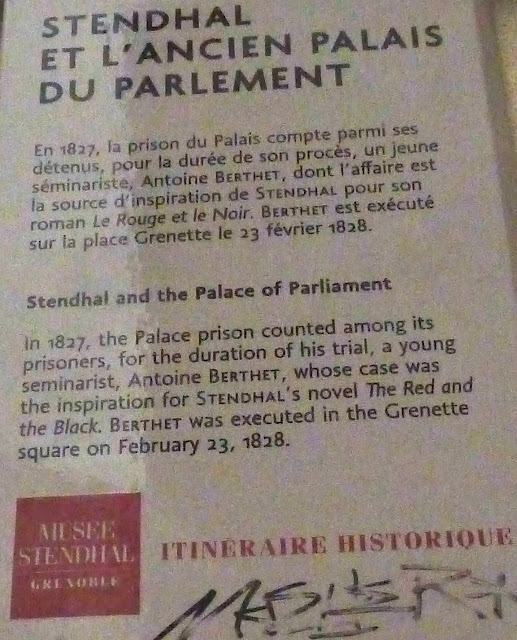 STENDHAL
ET L'ANCIEN PALAIS
DU PARLEMENT
En 1827, la prison du Palais compte parmi ses
détenus, pour la durée de son procès, un jeune
séminariste, Antoine BERTHET, dont l'affaire est
la source d'inspiration de STENDHAL pour son
roman Le Rouge et le Noir. BERTHET est exécuté
sur la place Grenette le 23 février 1828.
Stendhal and the Palace of Parliament
In 1827, the Palace prison counted among its
prisoners, for the duration of his trial, a young
seminarist, Antoine BERTHET, whose case was
the inspiration for STENDHAL's novel The Red and
the Black. BERTHET was executed in the Grenette
square on February 23, 1828.
MUSÉE
STENDHAL
GRENOBLE
ITINÉRAIRE HISTORIQUE